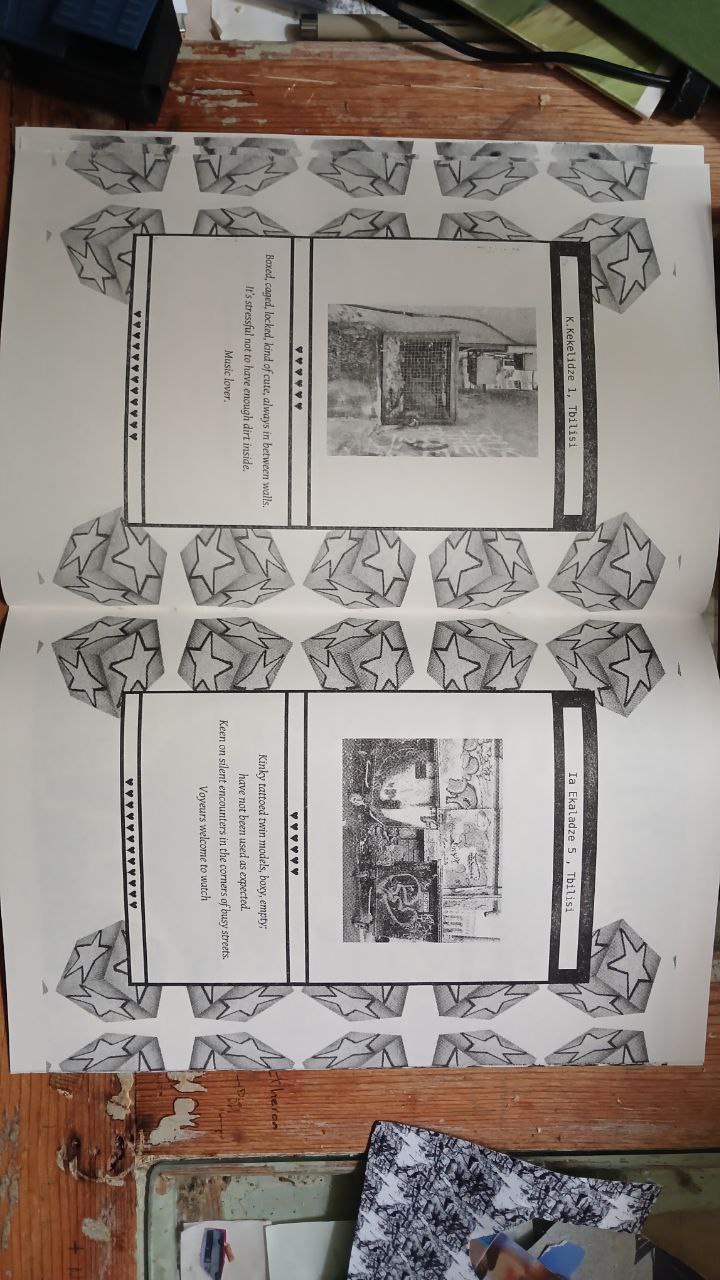 K.Kekelidze 1, Tbilisi
♥♥♥♥♥♥
Boxed, caged, locked, kind of cute, always in between walls.
It's stressful not to have enough dirt inside.
Music lover.
♥♥♥♥♥♥♥♥♥♥♥♥
Ia Ekaladze 5 , Tbilisi
♥♥♥♥♥♥
Kinky tattoed twin models, boxy, empty;
have not been used as expected.
Keen on silent encounters in the corners of busy streets.
Voyeurs welcome to watch
♥♥♥♥♥♥♥♥♥♥♥♥